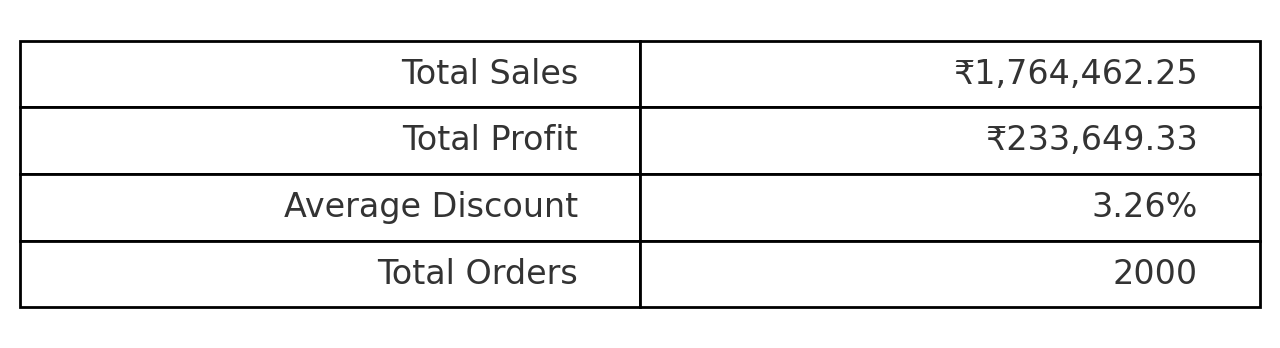 Total Sales ₹1,764,462.25
Total Profit ₹233,649.33
Average Discount 3.26%
Total Orders 2000